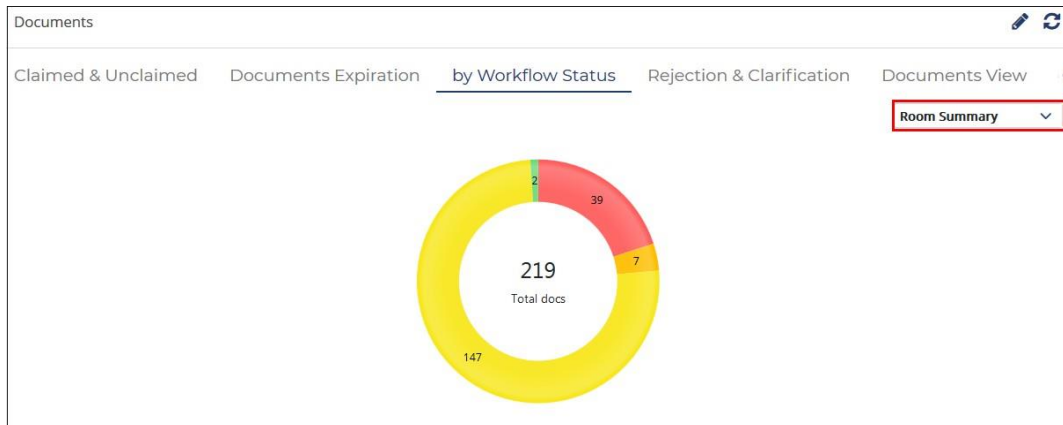 Documents
Claimed & Unclaimed Documents Expiration by Workflow Status Rejection & Clarification Documents View
Room Summary
2
39
7
219
Total docs
147